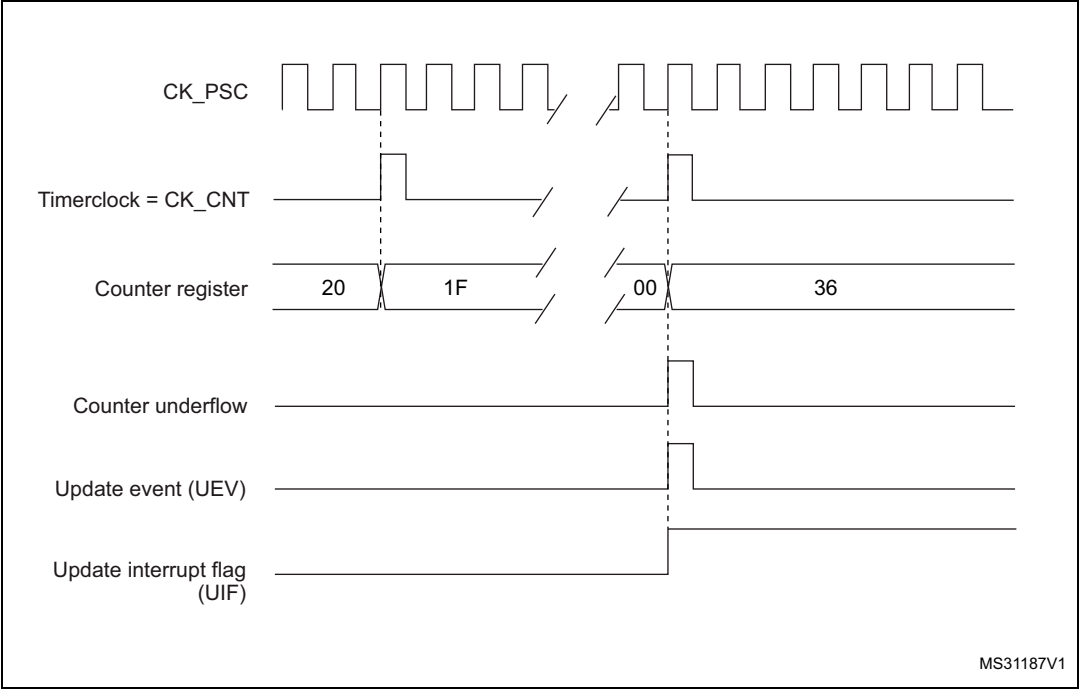 CK_PSC
Timerclock = CK_CNT
Counter register 20 1F 00 36
Counter underflow
Update event (UEV)
Update interrupt flag
(UIF)
MS31187V1